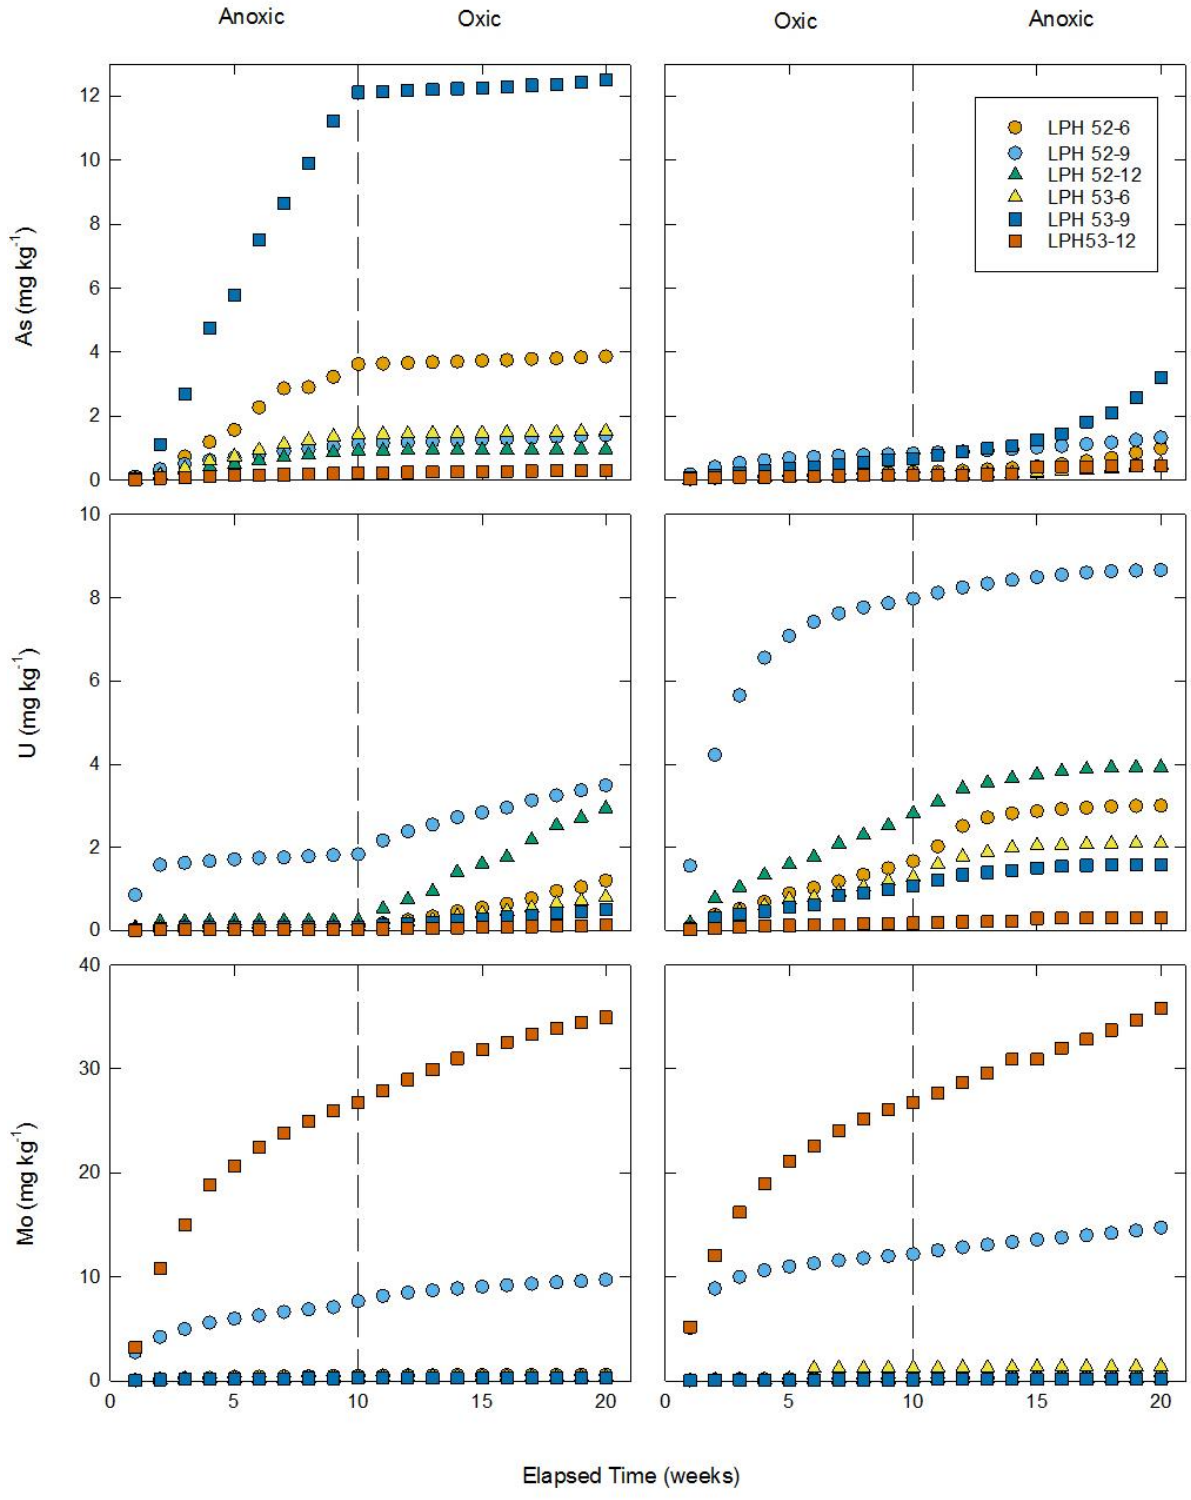 Anoxic Oxic Oxic Anoxic
12
10
8
6
4
2
0
As (mg kg-1)
LPH 52-6
LPH 52-9
LPH 52-12
LPH 53-6
LPH 53-9
LPH53-12
10
8
6
4
2
0
U (mg kg-1)
40
30
20
10
0
Mo (mg kg-1)
0 5 10 15 20 0 5 10 15 20
Elapsed Time (weeks)